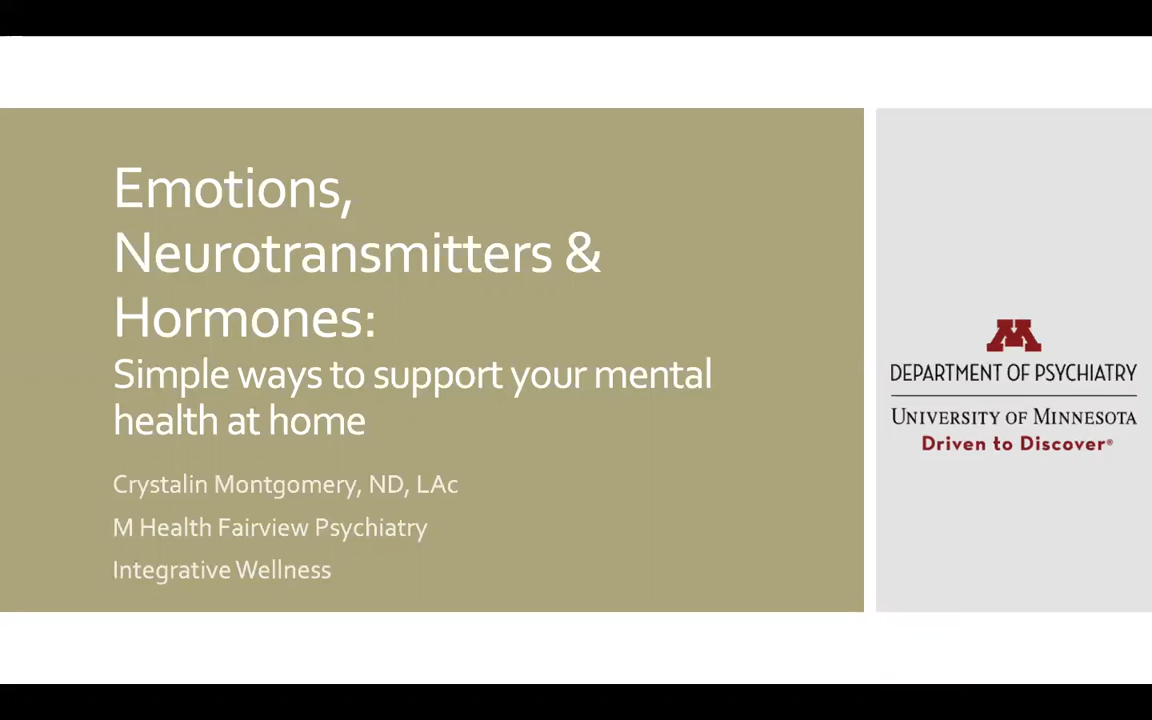 Emotions,
Neurotransmitters &
Hormones:
Simple ways to support your mental
health at home
Crystalin Montgomery, ND, LAc
M Health Fairview Psychiatry
Integrative Wellness
M
DEPARTMENT OF PSYCHIATRY
UNIVERSITY OF MINNESOTA
Driven to Discover®